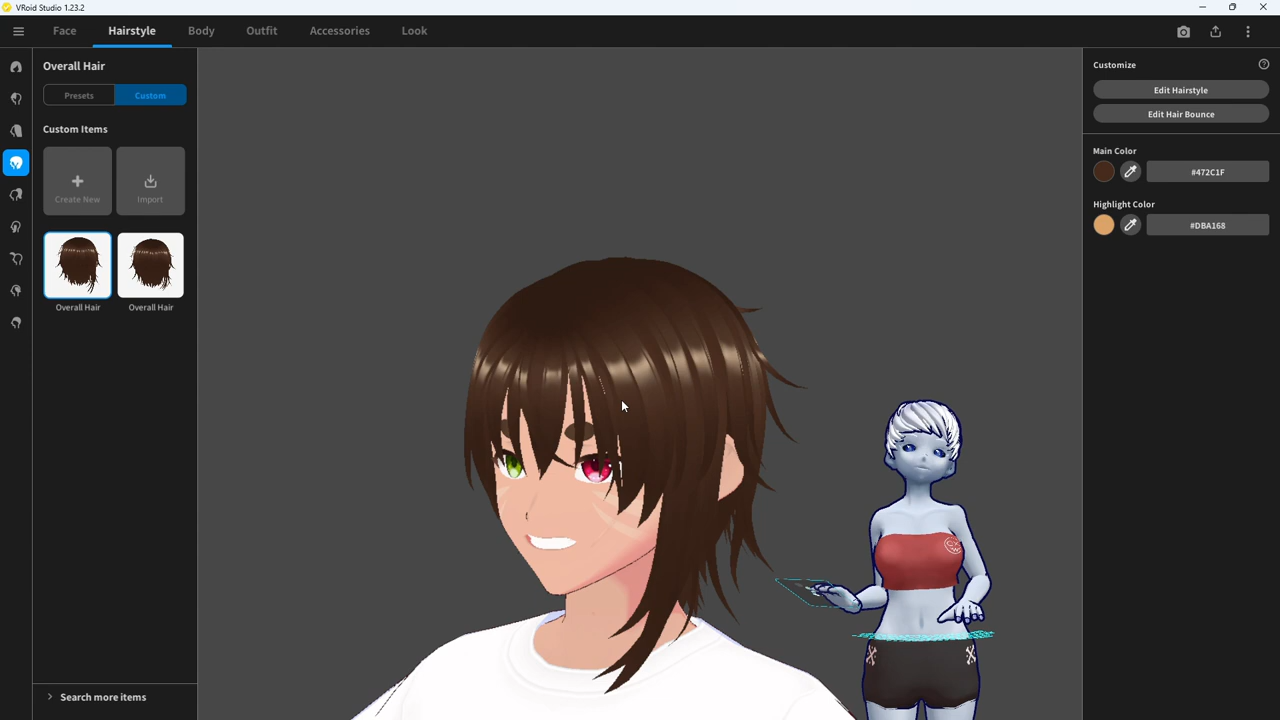 VRoid Studio 1.23.2
Face Hairstyle Body Outfit Accessories Look
Overall Hair
Presets Custom
Custom Items
Create New Import
Overall Hair Overall Hair
Search more items
Customize
Edit Hairstyle
Edit Hair Bounce
Main Color
#472C1F
Highlight Color
#DBA168